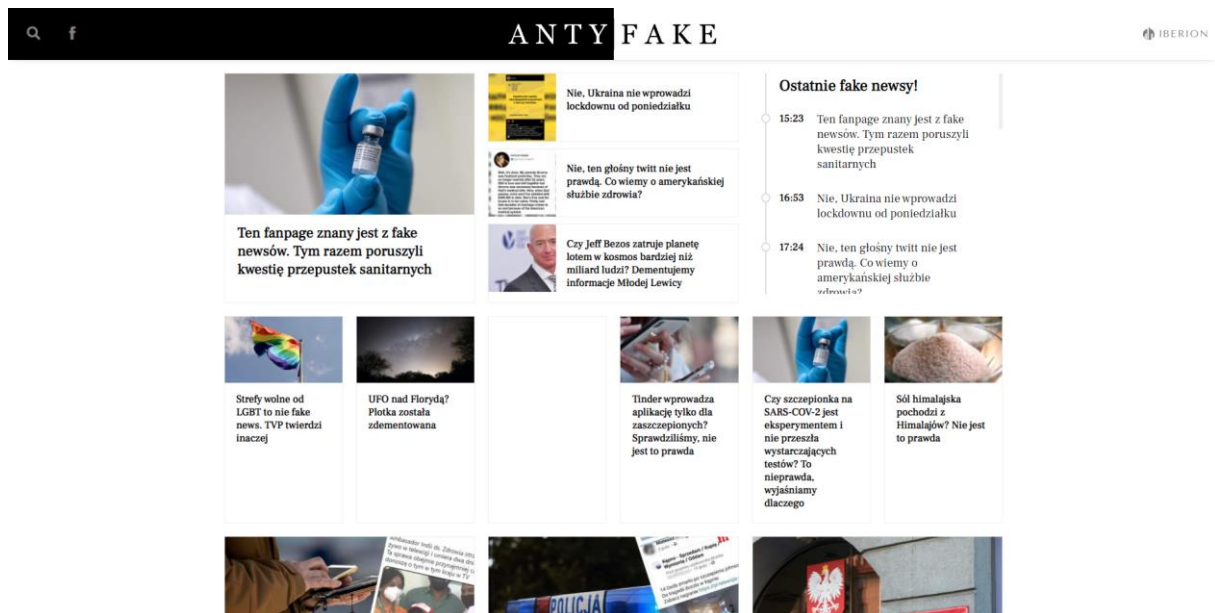 ANTYFAKE
IBERION
Ten fanpage znany jest z fake
newsów. Tym razem poruszyli
kwestię przepustek sanitarnych
Nie, Ukraina nie wprowadzi
lockdownu od poniedziałku
Nie, ten głośny twitt nie jest
prawdą. Co wiemy o amerykańskiej
służbie zdrowia?
Czy Jeff Bezos zatruje planetę
lotem w kosmos bardziej niż
miliard ludzi? Dementujemy
informacje Młodej Lewicy
Ostatnie fake newsy!
15:23 Ten fanpage znany jest z fake
newsów. Tym razem poruszyli
kwestię przepustek
sanitarnych
16:53 Nie, Ukraina nie wprowadzi
lockdownu od poniedziałku
17:24 Nie, ten głośny twitt nie jest
prawdą. Co wiemy o
amerykańskiej służbie
zdrowia?
Strefy wolne od
LGBT to nie fake
news. TVP twierdzi
inaczej
UFO nad Florydą?
Plotka została
zdementowana
Tinder wprowadza
aplikację tylko dla
zaszczepionych?
Sprawdziliśmy, nie
jest to prawda
Czy szczepionka na
SARS-COV-2 jest
eksperymentem i
nie przeszła
wystarczających
testów? To
nieprawda,
wyjaśniamy
dlaczego
Sól himalajska
pochodzi z
Himalajów? Nie jest
to prawda
POLICJA